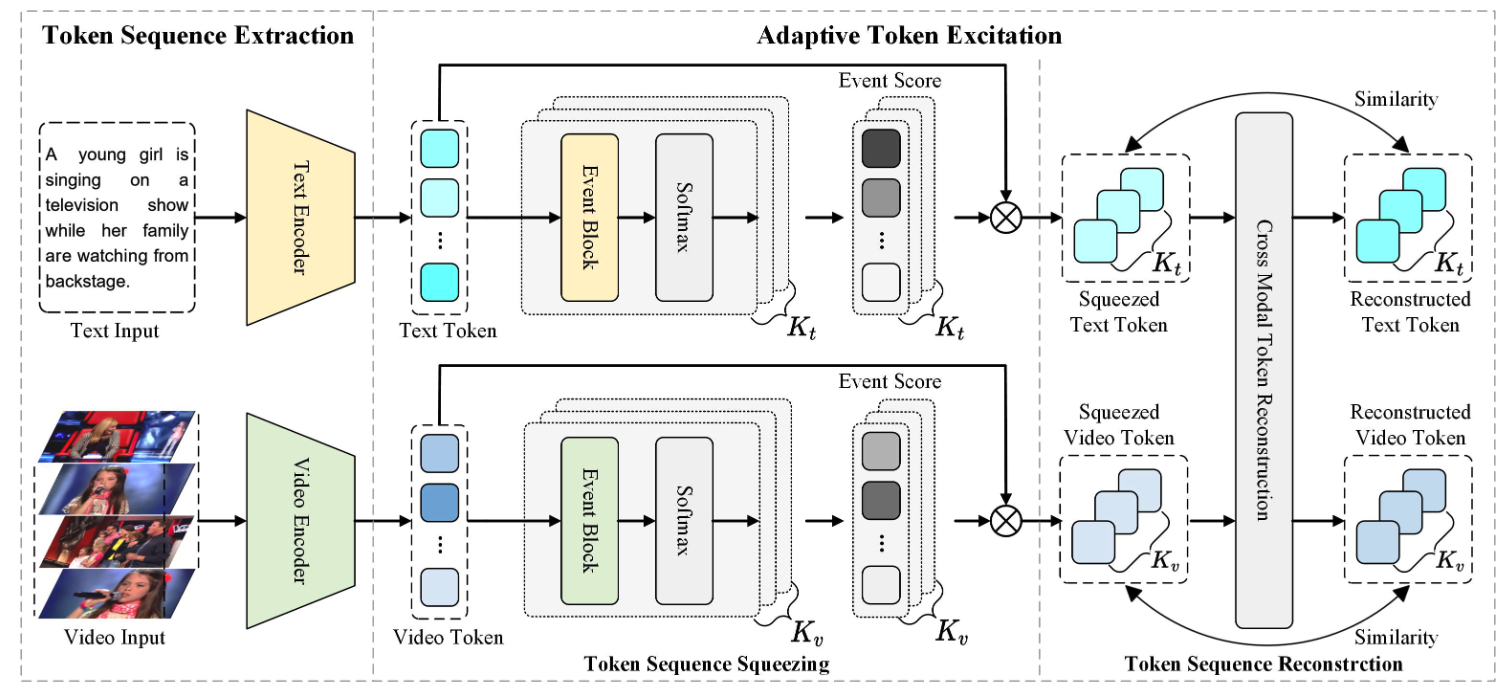 Token Sequence Extraction
Adaptive Token Excitation
A young girl is
singing on a
television show
while her family
are watching from
backstage.
Text Input
Text Encoder
Text Token
Event Block
Softmax
K_t
Event Score
K_t
Similarity
K_t
Squeezed
Text Token
Cross Modal Token Reconstruction
K_t
Reconstructed
Text Token
Video Input
Video Encoder
Video Token
Event Block
Softmax
K_v
Event Score
K_v
Squeezed
Video Token
K_v
Reconstructed
Video Token
K_v
Similarity
Token Sequence Squeezing
Token Sequence Reconstrction